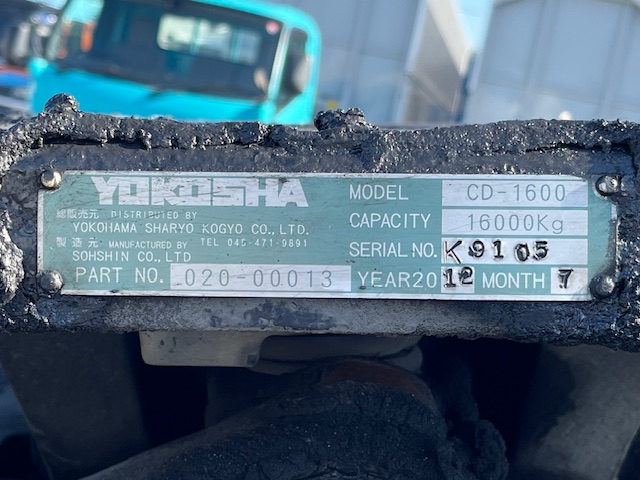 YOKOSHA
総販売元 DISTRIBUTED BY
YOKOHAMA SHARYO KOGYO CO., LTD.
製造元 MANUFACTURED BY TEL 045-471-9891
SOHSHIN CO., LTD
PART NO. 020-00013
MODEL CD-1600
CAPACITY 16000Kg
SERIAL NO. K9105
YEAR2012 MONTH 7